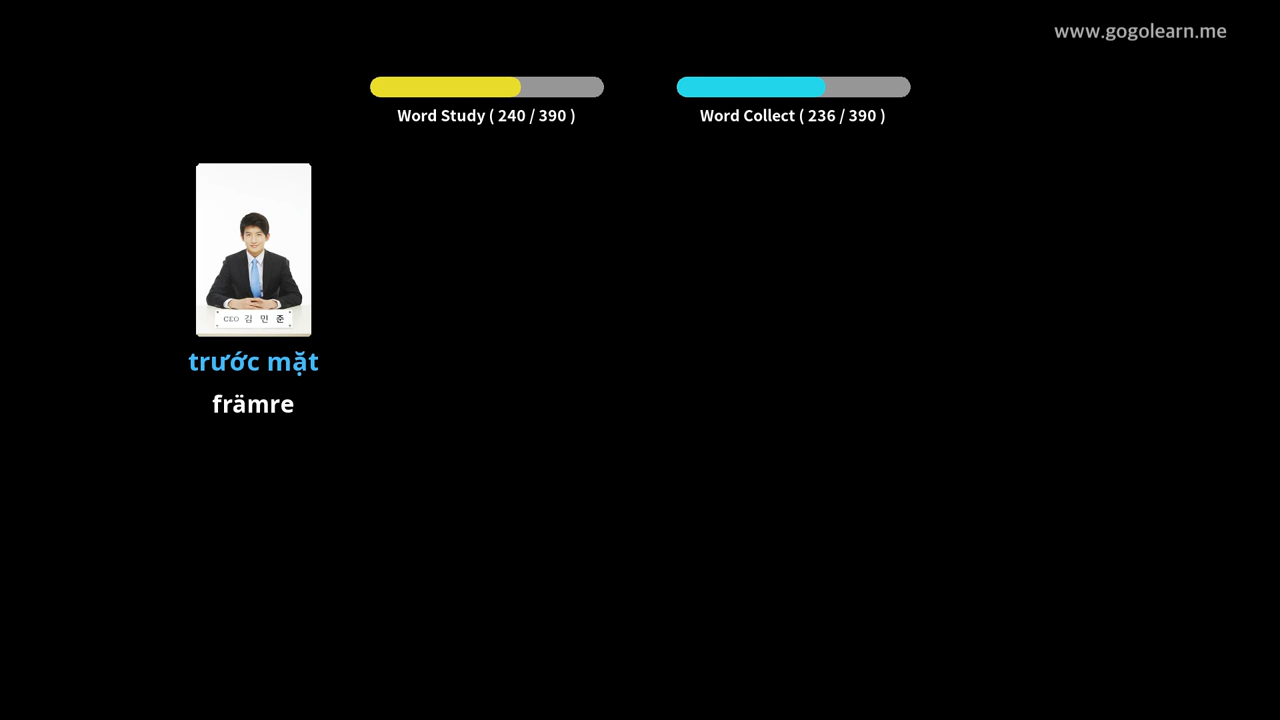 www.gogolearn.me
Word Study ( 240 / 390 )
Word Collect ( 236 / 390 )
CEO 김 민 준
trước mặt
främre